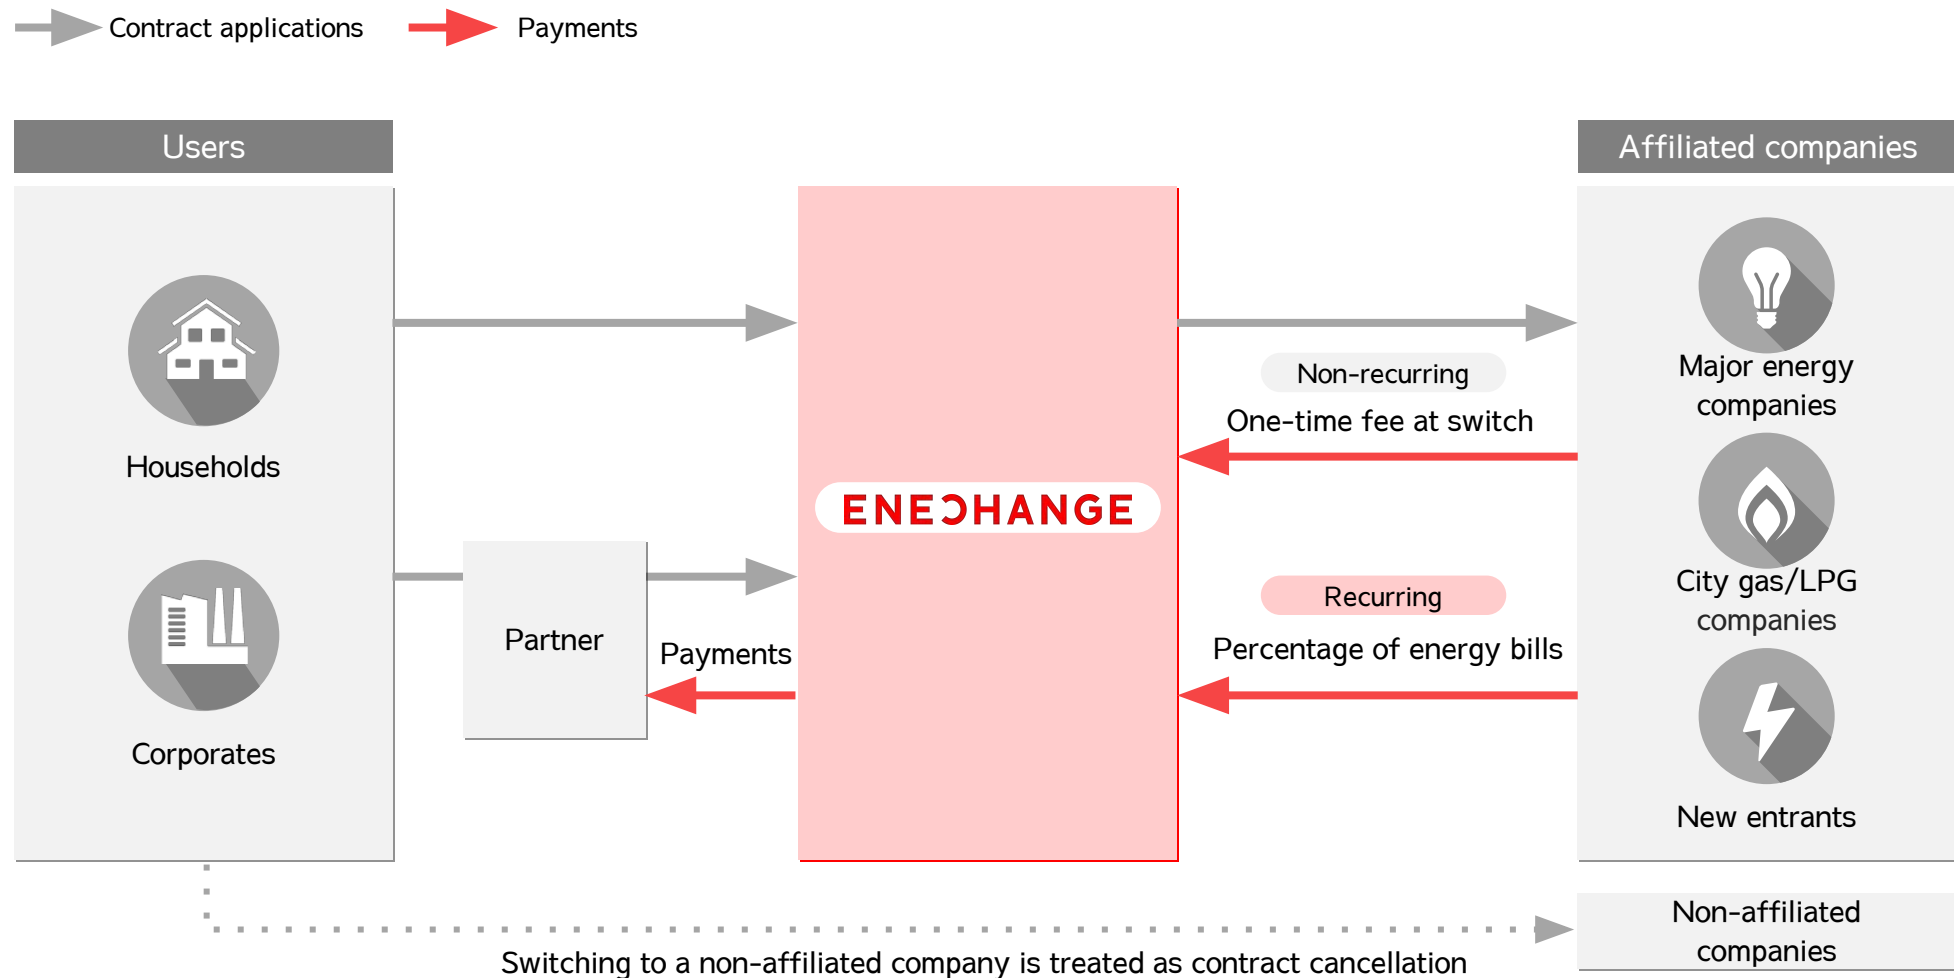 Contract applications
Payments
Users
Affiliated companies
Households
Corporates
Partner
Payments
ENECHANGE
Non-recurring
One-time fee at switch
Recurring
Percentage of energy bills
Major energy
companies
City gas/LPG
companies
New entrants
Non-affiliated
companies
Switching to a non-affiliated company is treated as contract cancellation